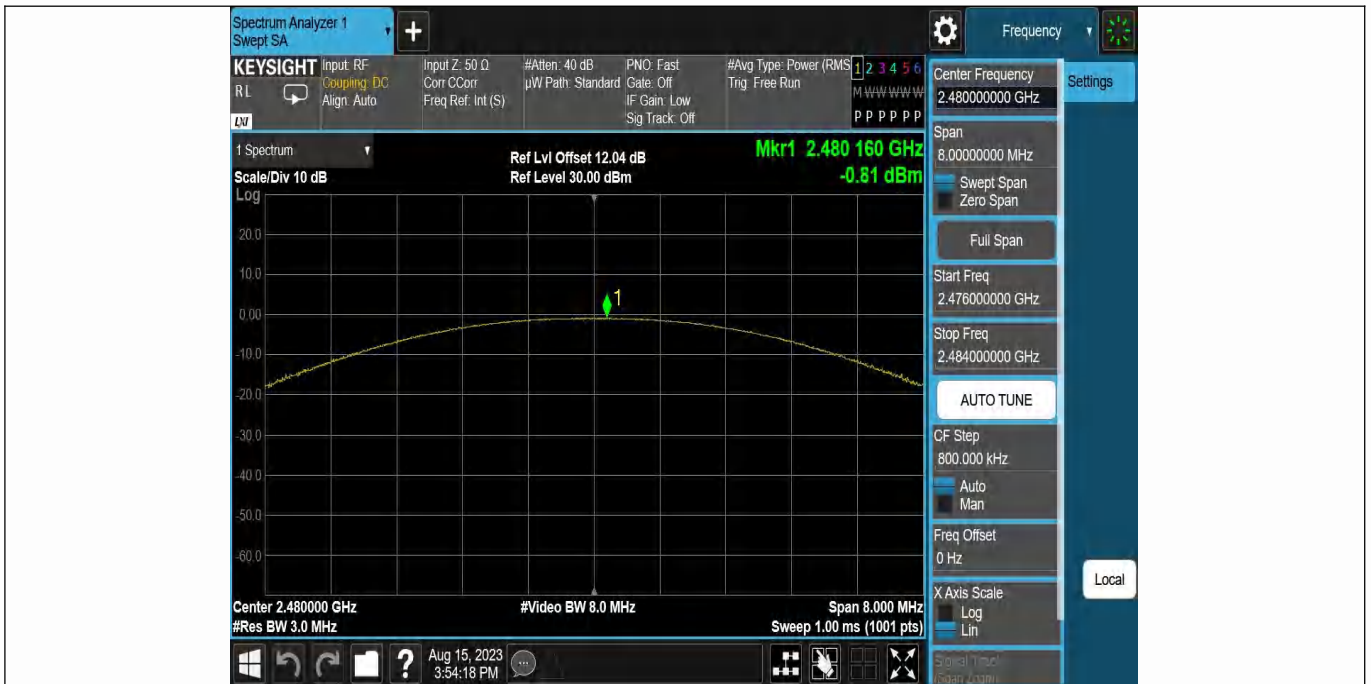 Spectrum Analyzer 1
Swept SA
+
Frequency
KEYSIGHT
RL
LXI
Input: RF
Coupling: DC
Align: Auto
Input Z: 50 Ω
Corr CCorr
Freq Ref: Int (S)
#Atten: 40 dB
µW Path: Standard
PNO: Fast
Gate: Off
IF Gain: Low
Sig Track: Off
#Avg Type: Power (RMS
Trig: Free Run
1 2 3 4 5 6
M W W W W W
P P P P P P
1 Spectrum
Scale/Div 10 dB
Ref Lvl Offset 12.04 dB
Ref Level 30.00 dBm
Mkr1 2.480 160 GHz
-0.81 dBm
Log
20.0
10.0
0.00
-10.0
-20.0
-30.0
-40.0
-50.0
-60.0
1
Center 2.480000 GHz
#Res BW 3.0 MHz
#Video BW 8.0 MHz
Span 8.000 MHz
Sweep 1.00 ms (1001 pts)
Center Frequency
2.480000000 GHz
Settings
Span
8.00000000 MHz
Swept Span
Zero Span
Full Span
Start Freq
2.476000000 GHz
Stop Freq
2.484000000 GHz
AUTO TUNE
CF Step
800.000 kHz
Auto
Man
Freq Offset
0 Hz
X Axis Scale
Log
Lin
Local
Signal Track
(Span Zoom)
?
Aug 15, 2023
3:54:18 PM